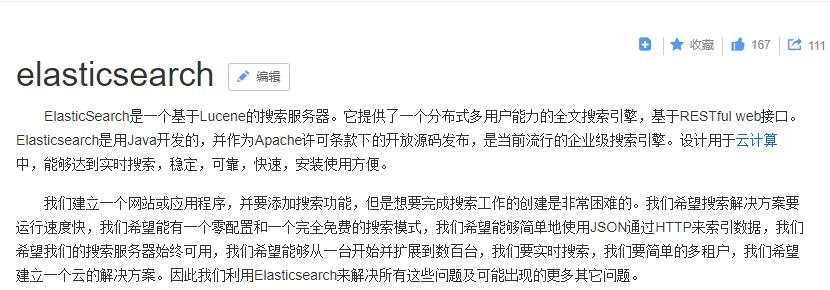 收藏 167 111
elasticsearch 编辑
ElasticSearch是一个基于Lucene的搜索服务器。它提供了一个分布式多用户能力的全文搜索引擎，基于RESTful web接口。
Elasticsearch是用Java开发的，并作为Apache许可条款下的开放源码发布，是当前流行的企业级搜索引擎。设计用于云计算
中，能够达到实时搜索，稳定，可靠，快速，安装使用方便。
我们建立一个网站或应用程序，并要添加搜索功能，但是想要完成搜索工作的创建是非常困难的。我们希望搜索解决方案要
运行速度快，我们希望能有一个零配置和一个完全免费的搜索模式，我们希望能够简单地使用JSON通过HTTP来索引数据，我们
希望我们的搜索服务器始终可用，我们希望能够从一台开始并扩展到数百台，我们要实时搜索，我们要简单的多租户，我们希望
建立一个云的解决方案。因此我们利用Elasticsearch来解决所有这些问题及可能出现的更多其它问题。